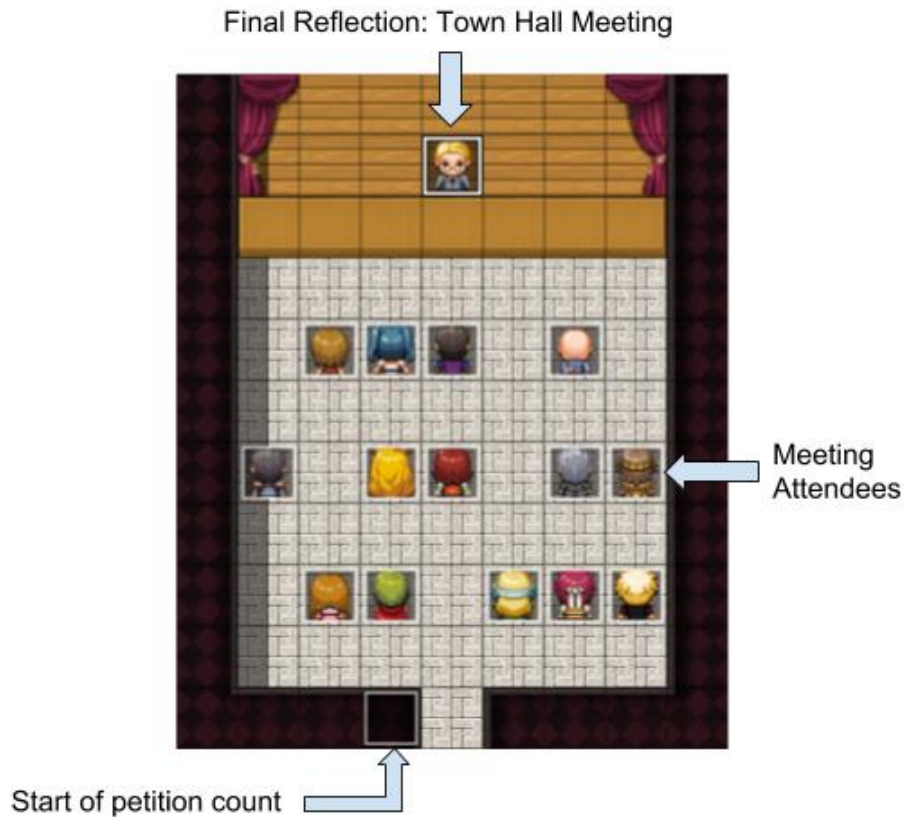 Final Reflection: Town Hall Meeting
Meeting
Attendees
Start of petition count